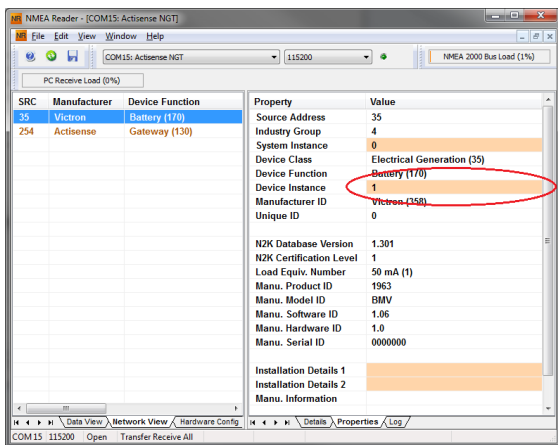 NMEA Reader - [COM15: Actisense NGT]
File Edit View Window Help
COM15: Actisense NGT 115200 NMEA 2000 Bus Load (1%)
PC Receive Load (0%)
SRC Manufacturer Device Function
35 Victron Battery (170)
254 Actisense Gateway (130)
Property Value
Source Address 35
Industry Group 4
System Instance 0
Device Class Electrical Generation (35)
Device Function Battery (170)
Device Instance 1
Manufacturer ID Victron (358)
Unique ID 0
N2K Database Version 1.301
N2K Certification Level 1
Load Equiv. Number 50 mA (1)
Manu. Product ID 1963
Manu. Model ID BMV
Manu. Software ID 1.06
Manu. Hardware ID 1.0
Manu. Serial ID 0000000
Installation Details 1
Installation Details 2
Manu. Information
Data View Network View Hardware Config
Details Properties Log
COM15 115200 Open Transfer Receive All